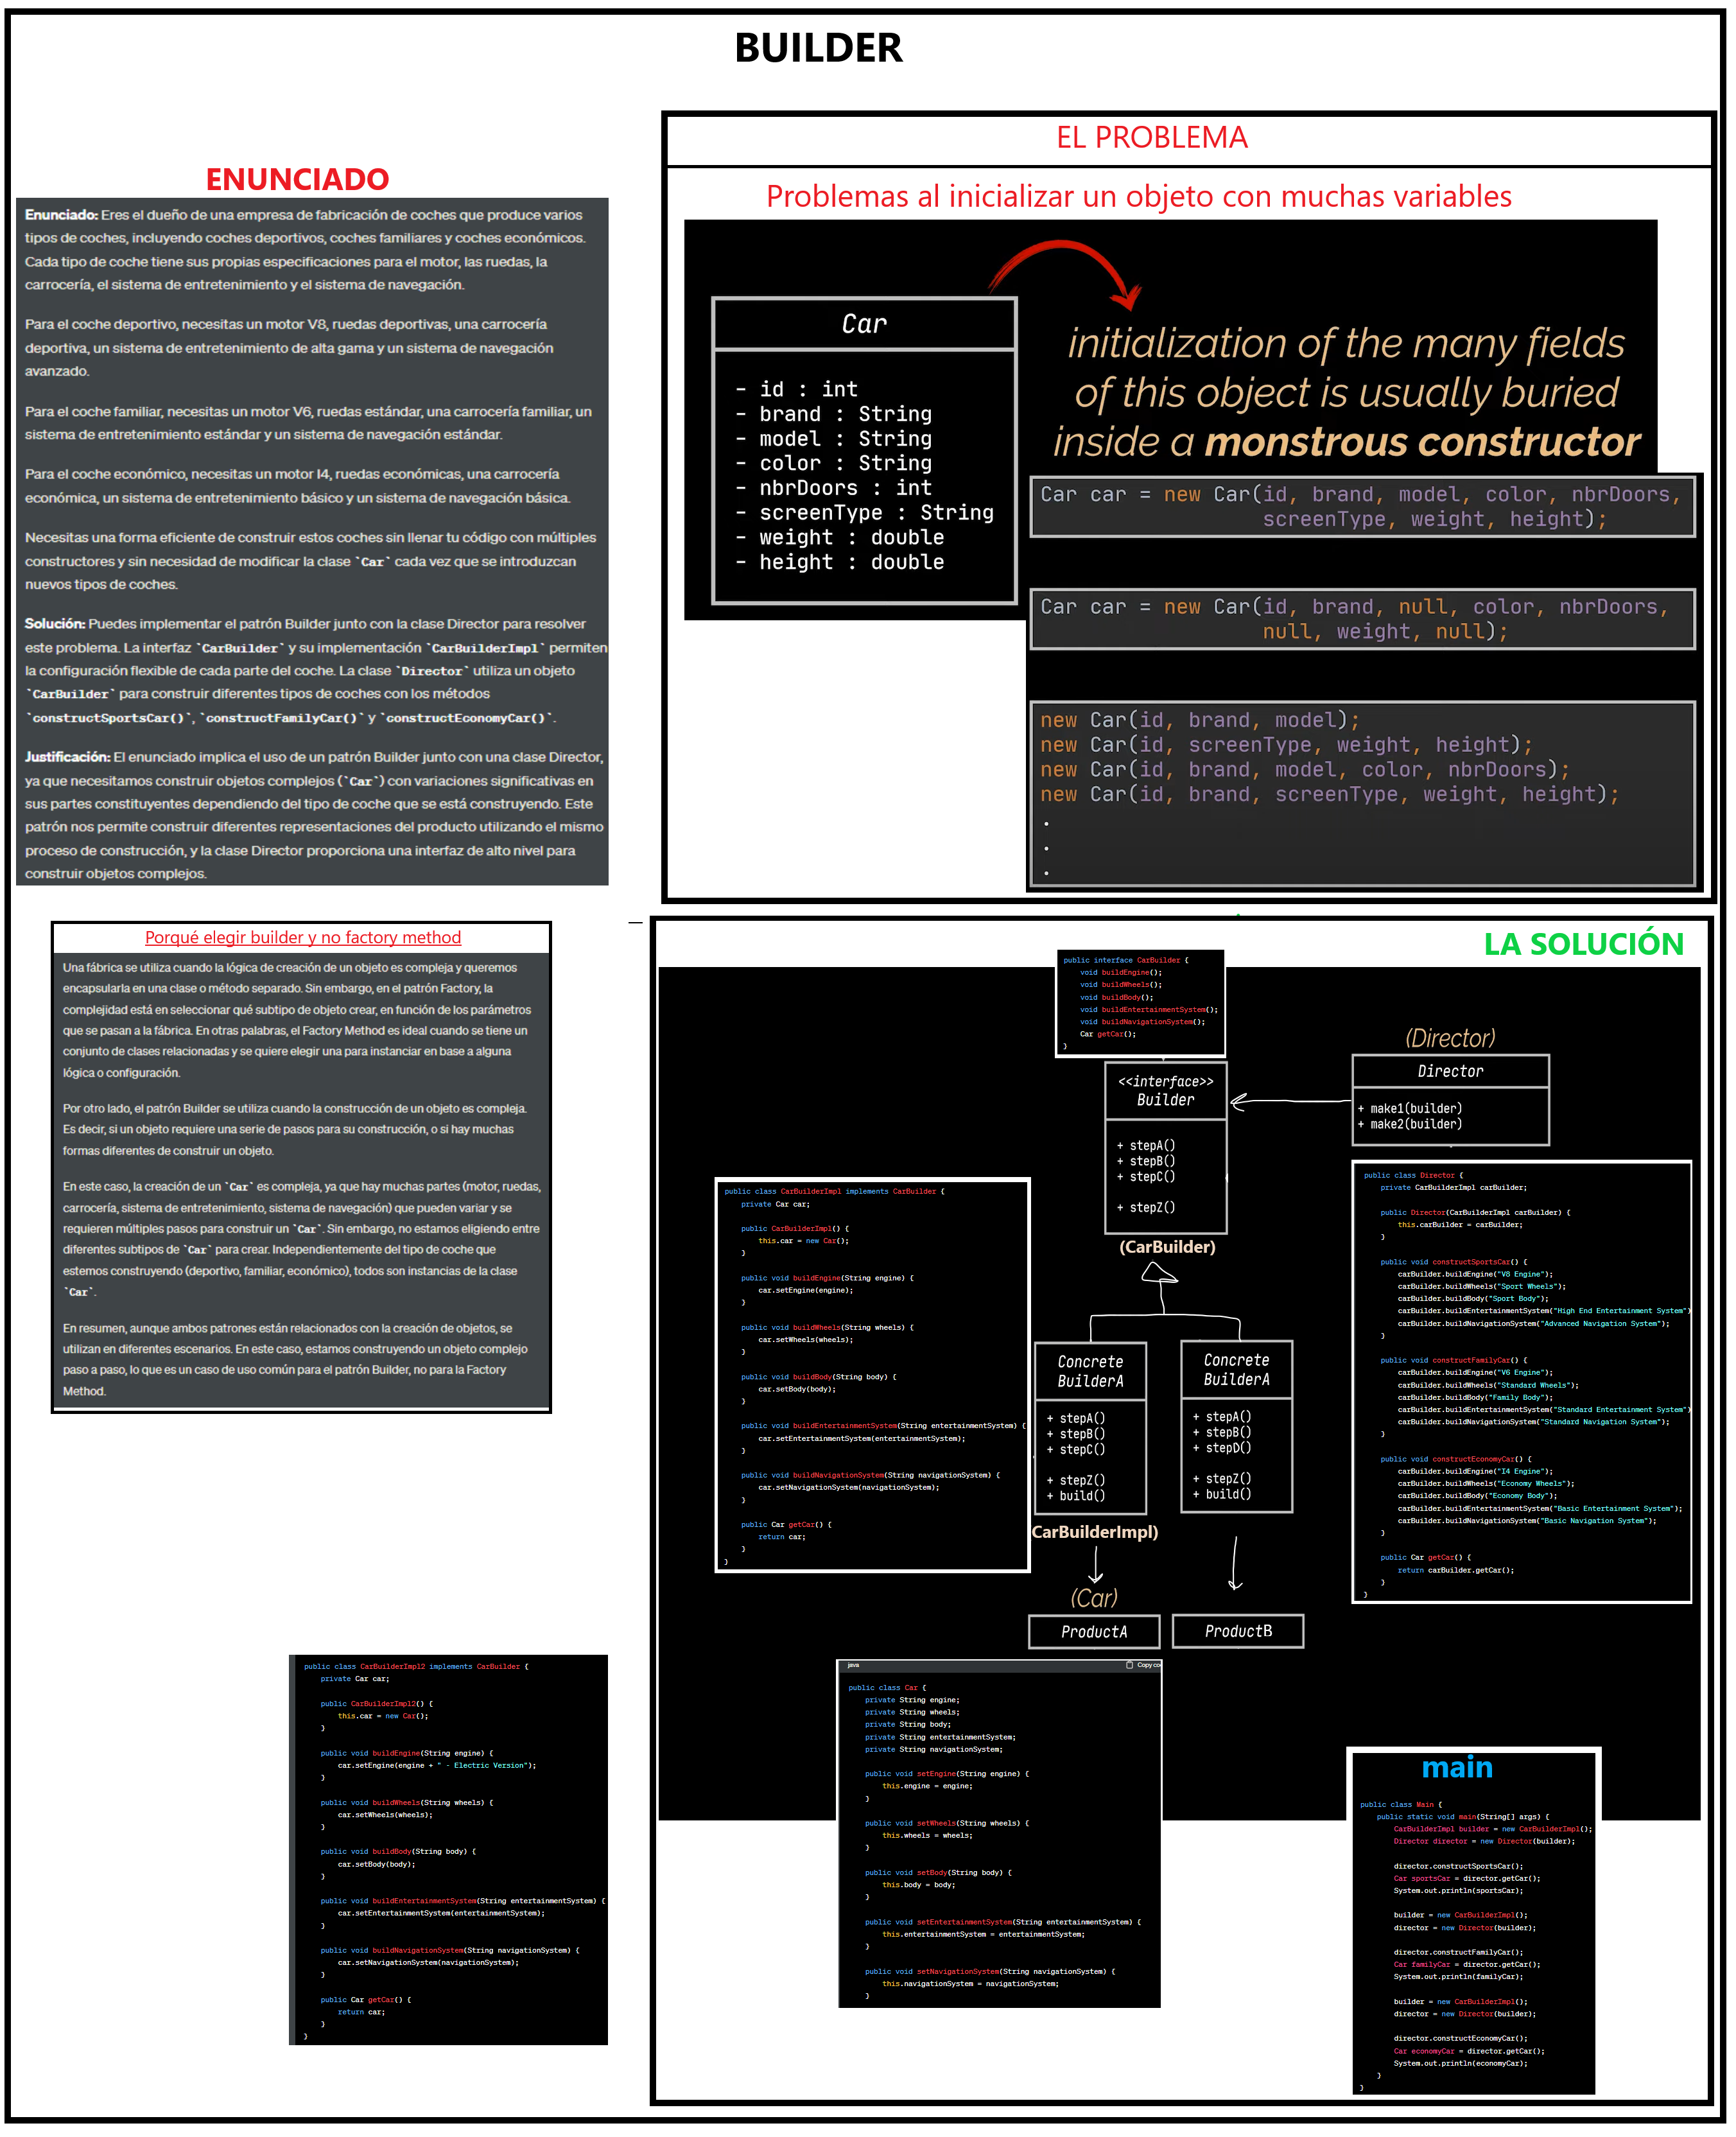 BUILDER
ENUNCIADO
Enunciado: Eres el dueño de una empresa de fabricación de coches que produce varios
tipos de coches, incluyendo coches deportivos, coches familiares y coches económicos.
Cada tipo de coche tiene sus propias especificaciones para el motor, las ruedas, la
carrocería, el sistema de entretenimiento y el sistema de navegación.
Para el coche deportivo, necesitas un motor V8, ruedas deportivas, una carrocería
deportiva, un sistema de entretenimiento de alta gama y un sistema de navegación
avanzado.
Para el coche familiar, necesitas un motor V6, ruedas estándar, una carrocería familiar, un
sistema de entretenimiento estándar y un sistema de navegación estándar.
Para el coche económico, necesitas un motor I4, ruedas económicas, una carrocería
económica, un sistema de entretenimiento básico y un sistema de navegación básica.
Necesitas una forma eficiente de construir estos coches sin llenar tu código con múltiples
constructores y sin necesidad de modificar la clase `Car` cada vez que se introduzcan
nuevos tipos de coches.
Solución: Puedes implementar el patrón Builder junto con la clase Director para resolver
este problema. La interfaz `CarBuilder` y su implementación `CarBuilderImpl` permiten
la configuración flexible de cada parte del coche. La clase `Director` utiliza un objeto
`CarBuilder` para construir diferentes tipos de coches con los métodos
`constructSportsCar()`, `constructFamilyCar()` y `constructEconomyCar()`.
Justificación: El enunciado implica el uso de un patrón Builder junto con una clase Director,
ya que necesitamos construir objetos complejos (`Car`) con variaciones significativas en
sus partes constituyentes dependiendo del tipo de coche que se está construyendo. Este
patrón nos permite construir diferentes representaciones del producto utilizando el mismo
proceso de construcción, y la clase Director proporciona una interfaz de alto nivel para
construir objetos complejos.
EL PROBLEMA
Problemas al inicializar un objeto con muchas variables
Car
- id : int
- brand : String
- model : String
- color : String
- nbrDoors : int
- screenType : String
- weight : double
- height : double
initialization of the many fields
of this object is usually buried
inside a monstrous constructor
Car car = new Car(id, brand, model, color, nbrDoors,
screenType, weight, height);
Car car = new Car(id, brand, null, color, nbrDoors,
null, weight, null);
new Car(id, brand, model);
new Car(id, screenType, weight, height);
new Car(id, brand, model, color, nbrDoors);
new Car(id, brand, screenType, weight, height);
.
.
.
Porqué elegir builder y no factory method
Una fábrica se utiliza cuando la lógica de creación de un objeto es compleja y queremos
encapsularla en una clase o método separado. Sin embargo, en el patrón Factory, la
complejidad está en seleccionar qué subtipo de objeto crear, en función de los parámetros
que se pasan a la fábrica. En otras palabras, el Factory Method es ideal cuando se tiene un
conjunto de clases relacionadas y se quiere elegir una para instanciar en base a alguna
lógica o configuración.
Por otro lado, el patrón Builder se utiliza cuando la construcción de un objeto es compleja.
Es decir, si un objeto requiere una serie de pasos para su construcción, o si hay muchas
formas diferentes de construir un objeto.
En este caso, la creación de un `Car` es compleja, ya que hay muchas partes (motor, ruedas,
carrocería, sistema de entretenimiento, sistema de navegación) que pueden variar y se
requieren múltiples pasos para construir un `Car`. Sin embargo, no estamos eligiendo entre
diferentes subtipos de `Car` para crear. Independientemente del tipo de coche que
estemos construyendo (deportivo, familiar, económico), todos son instancias de la clase
`Car`.
En resumen, aunque ambos patrones están relacionados con la creación de objetos, se
utilizan en diferentes escenarios. En este caso, estamos construyendo un objeto complejo
paso a paso, lo que es un caso de uso común para el patrón Builder, no para la Factory
Method.
public class CarBuilderImpl2 implements CarBuilder {
private Car car;
public CarBuilderImpl2() {
this.car = new Car();
}
public void buildEngine(String engine) {
car.setEngine(engine + " - Electric Version");
}
public void buildWheels(String wheels) {
car.setWheels(wheels);
}
public void buildBody(String body) {
car.setBody(body);
}
public void buildEntertainmentSystem(String entertainmentSystem) {
car.setEntertainmentSystem(entertainmentSystem);
}
public void buildNavigationSystem(String navigationSystem) {
car.setNavigationSystem(navigationSystem);
}
public Car getCar() {
return car;
}
}
LA SOLUCIÓN
public interface CarBuilder {
void buildEngine();
void buildWheels();
void buildBody();
void buildEntertainmentSystem();
void buildNavigationSystem();
Car getCar();
}
<<interface>>
Builder
+ stepA()
+ stepB()
+ stepC()
+ stepZ()
(CarBuilder)
(Director)
Director
+ make1(builder)
+ make2(builder)
public class CarBuilderImpl implements CarBuilder {
private Car car;
public CarBuilderImpl() {
this.car = new Car();
}
public void buildEngine(String engine) {
car.setEngine(engine);
}
public void buildWheels(String wheels) {
car.setWheels(wheels);
}
public void buildBody(String body) {
car.setBody(body);
}
public void buildEntertainmentSystem(String entertainmentSystem) {
car.setEntertainmentSystem(entertainmentSystem);
}
public void buildNavigationSystem(String navigationSystem) {
car.setNavigationSystem(navigationSystem);
}
public Car getCar() {
return car;
}
}
Concrete
BuilderA
+ stepA()
+ stepB()
+ stepC()
+ stepZ()
+ build()
CarBuilderImpl)
Concrete
BuilderA
+ stepA()
+ stepB()
+ stepD()
+ stepZ()
+ build()
(Car)
ProductA
ProductB
public class Director {
private CarBuilderImpl carBuilder;
public Director(CarBuilderImpl carBuilder) {
this.carBuilder = carBuilder;
}
public void constructSportsCar() {
carBuilder.buildEngine("V8 Engine");
carBuilder.buildWheels("Sport Wheels");
carBuilder.buildBody("Sport Body");
carBuilder.buildEntertainmentSystem("High End Entertainment System")
carBuilder.buildNavigationSystem("Advanced Navigation System");
}
public void constructFamilyCar() {
carBuilder.buildEngine("V6 Engine");
carBuilder.buildWheels("Standard Wheels");
carBuilder.buildBody("Family Body");
carBuilder.buildEntertainmentSystem("Standard Entertainment System")
carBuilder.buildNavigationSystem("Standard Navigation System");
}
public void constructEconomyCar() {
carBuilder.buildEngine("I4 Engine");
carBuilder.buildWheels("Economy Wheels");
carBuilder.buildBody("Economy Body");
carBuilder.buildEntertainmentSystem("Basic Entertainment System");
carBuilder.buildNavigationSystem("Basic Navigation System");
}
public Car getCar() {
return carBuilder.getCar();
}
}
java Copy co
public class Car {
private String engine;
private String wheels;
private String body;
private String entertainmentSystem;
private String navigationSystem;
public void setEngine(String engine) {
this.engine = engine;
}
public void setWheels(String wheels) {
this.wheels = wheels;
}
public void setBody(String body) {
this.body = body;
}
public void setEntertainmentSystem(String entertainmentSystem) {
this.entertainmentSystem = entertainmentSystem;
}
public void setNavigationSystem(String navigationSystem) {
this.navigationSystem = navigationSystem;
}
main
public class Main {
public static void main(String[] args) {
CarBuilderImpl builder = new CarBuilderImpl();
Director director = new Director(builder);
director.constructSportsCar();
Car sportsCar = director.getCar();
System.out.println(sportsCar);
builder = new CarBuilderImpl();
director = new Director(builder);
director.constructFamilyCar();
Car familyCar = director.getCar();
System.out.println(familyCar);
builder = new CarBuilderImpl();
director = new Director(builder);
director.constructEconomyCar();
Car economyCar = director.getCar();
System.out.println(economyCar);
}
}